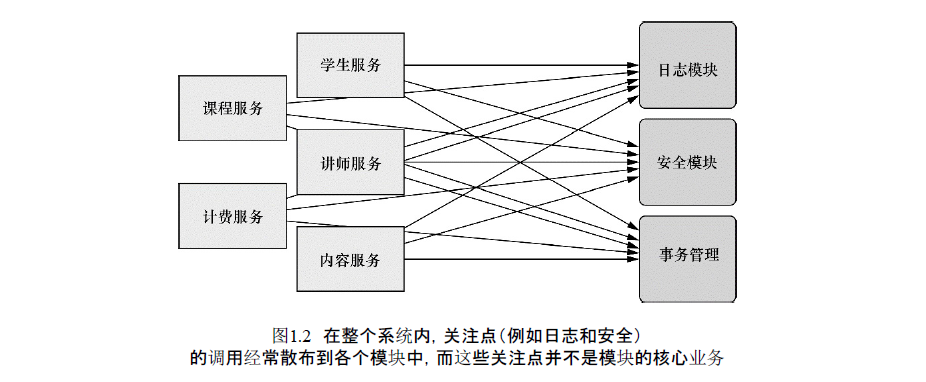 学生服务
日志模块
课程服务
讲师服务
安全模块
计费服务
内容服务
事务管理
图1.2 在整个系统内，关注点（例如日志和安全）
的调用经常散布到各个模块中，而这些关注点并不是模块的核心业务